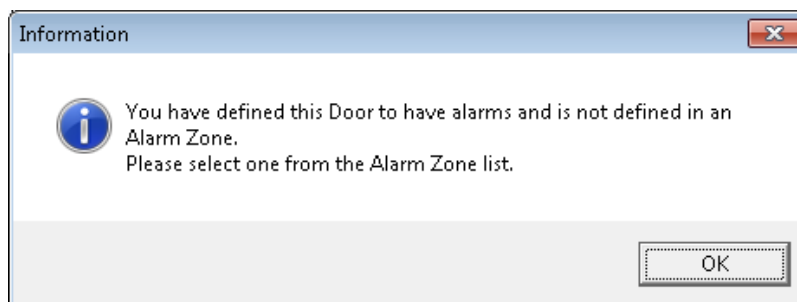 Information
You have defined this Door to have alarms and is not defined in an
Alarm Zone.
Please select one from the Alarm Zone list.
OK